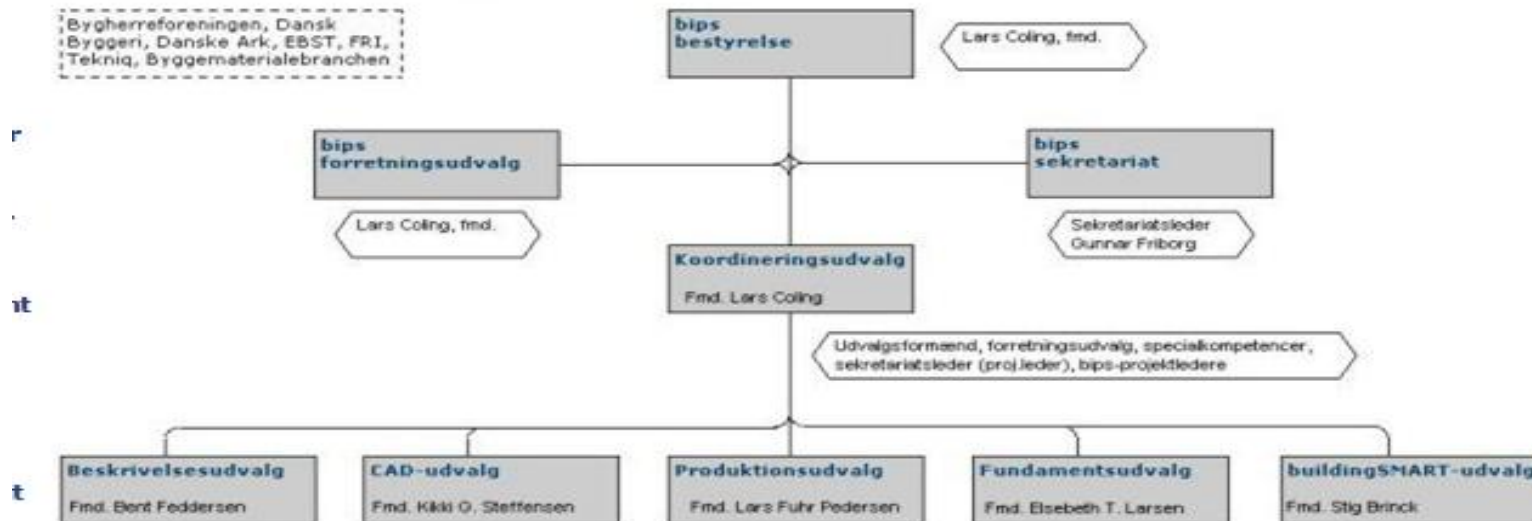 Bygherreforeningen, Dansk
Byggeri, Danske Ark, EBST, FRI,
Tekniq, Byggematerialebranchen
bips
bestyrelse
Lars Coling, fmd.
r
bips
forretningsudvalg
bips
sekretariat
Lars Coling, fmd.
Sekretariatsleder
Gunnar Friborg
Koordineringsudvalg
Fmd. Lars Coling
nt
Udvalgsformænd, forretningsudvalg, specialkompetencer,
sekretariatsleder (proj.leder), bips-projektledere
Beskrivelsesudvalg
Fmd. Bent Feddersen
CAD-udvalg
Fmd. Kikki O. Steffensen
Produktionsudvalg
Fmd. Lars Fuhr Pedersen
Fundamentsudvalg
Fmd. Elsebeth T. Larsen
buildingSMART-udvalg
Fmd. Stig Brinck
t